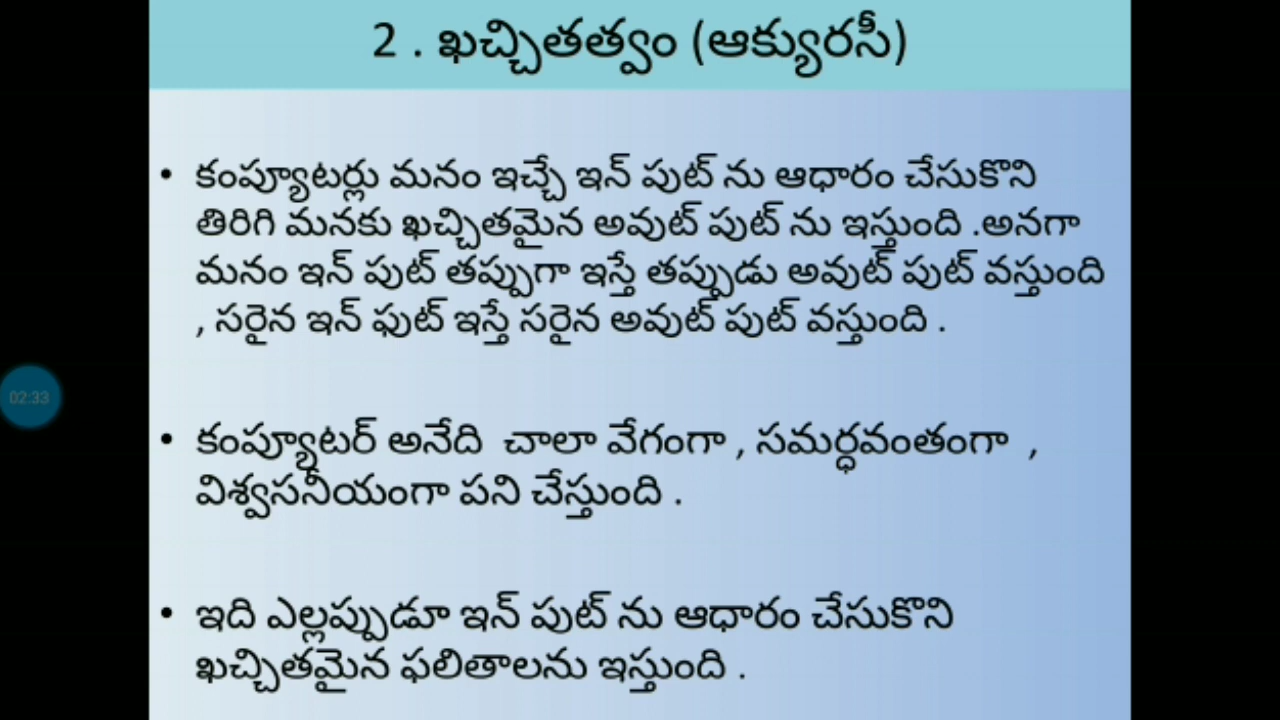 2 . ఖచ్చితత్వం (ఆక్యురసీ)
• కంప్యూటర్లు మనం ఇచ్చే ఇన్ పుట్ ను ఆధారం చేసుకొని
తిరిగి మనకు ఖచ్చితమైన అవుట్ పుట్ ను ఇస్తుంది .అనగా
మనం ఇన్ పుట్ తప్పుగా ఇస్తే తప్పుడు అవుట్ పుట్ వస్తుంది
, సరైన ఇన్ ఫుట్ ఇస్తే సరైన అవుట్ పుట్ వస్తుంది .
02:33
• కంప్యూటర్ అనేది చాలా వేగంగా , సమర్ధవంతంగా ,
విశ్వసనీయంగా పని చేస్తుంది .
• ఇది ఎల్లప్పుడూ ఇన్ పుట్ ను ఆధారం చేసుకొని
ఖచ్చితమైన ఫలితాలను ఇస్తుంది .